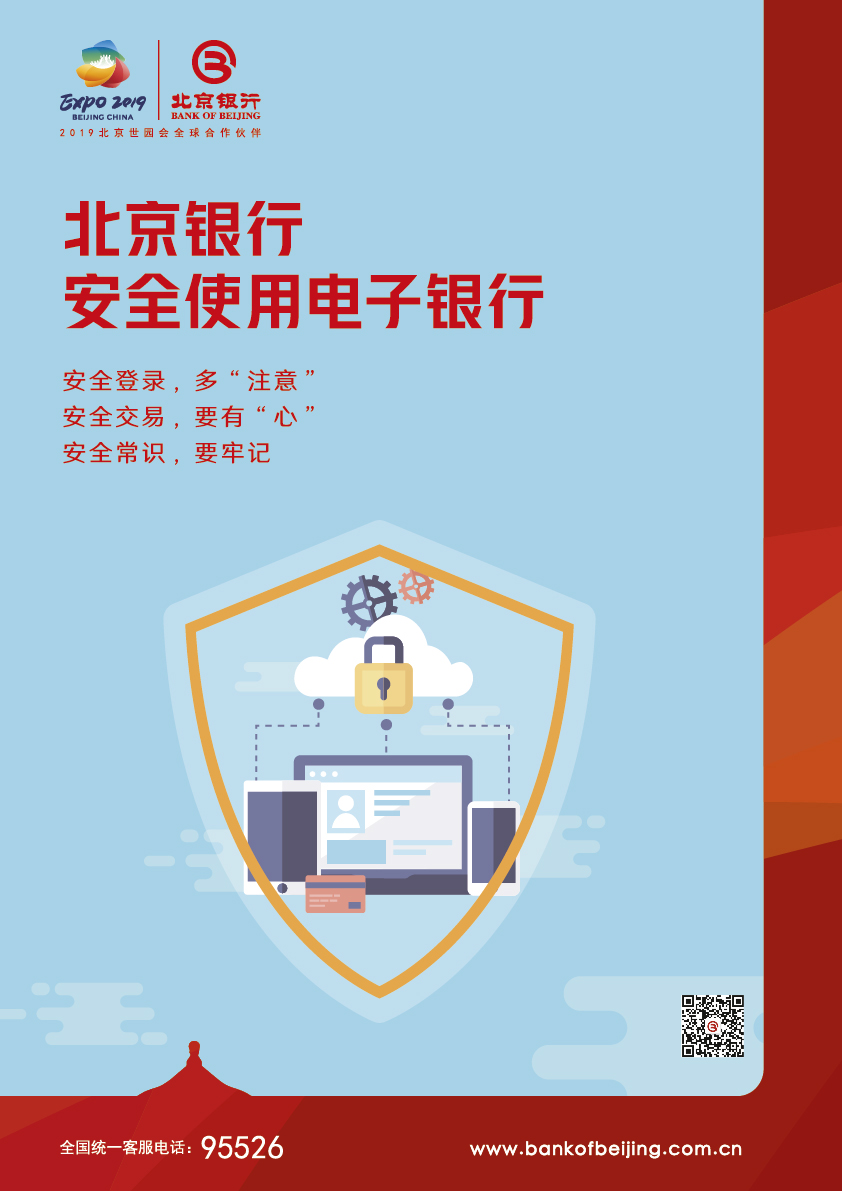 EXPO 2019
BEIJING CHINA
北京银行
BANK OF BEIJING
2019北京世园会全球合作伙伴
北京银行
安全使用电子银行
安全登录，多“注意”
安全交易，要有“心”
安全常识，要牢记
全国统一客服电话：95526
www.bankofbeijing.com.cn